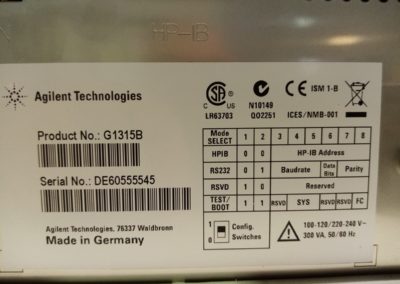 HP-IB
Agilent Technologies
Product No.: G1315B
Serial No.: DE60555545
Agilent Technologies, 76337 Waldbronn
Made in Germany
C US
LR63703
N10149
QO2251
CE ISM 1-B
ICES/NMB-001
Mode SELECT 1 2 3 4 5 6 7 8
HPIB 0 0 HP-IB Address
RS232 0 1 Baudrate Data Bits Parity
RSVD 1 0 Reserved
TEST/BOOT 1 1 RSVD SYS RSVD RSVD FC
1 0 Config. Switches
100-120/220-240 V~
300 VA, 50/60 Hz